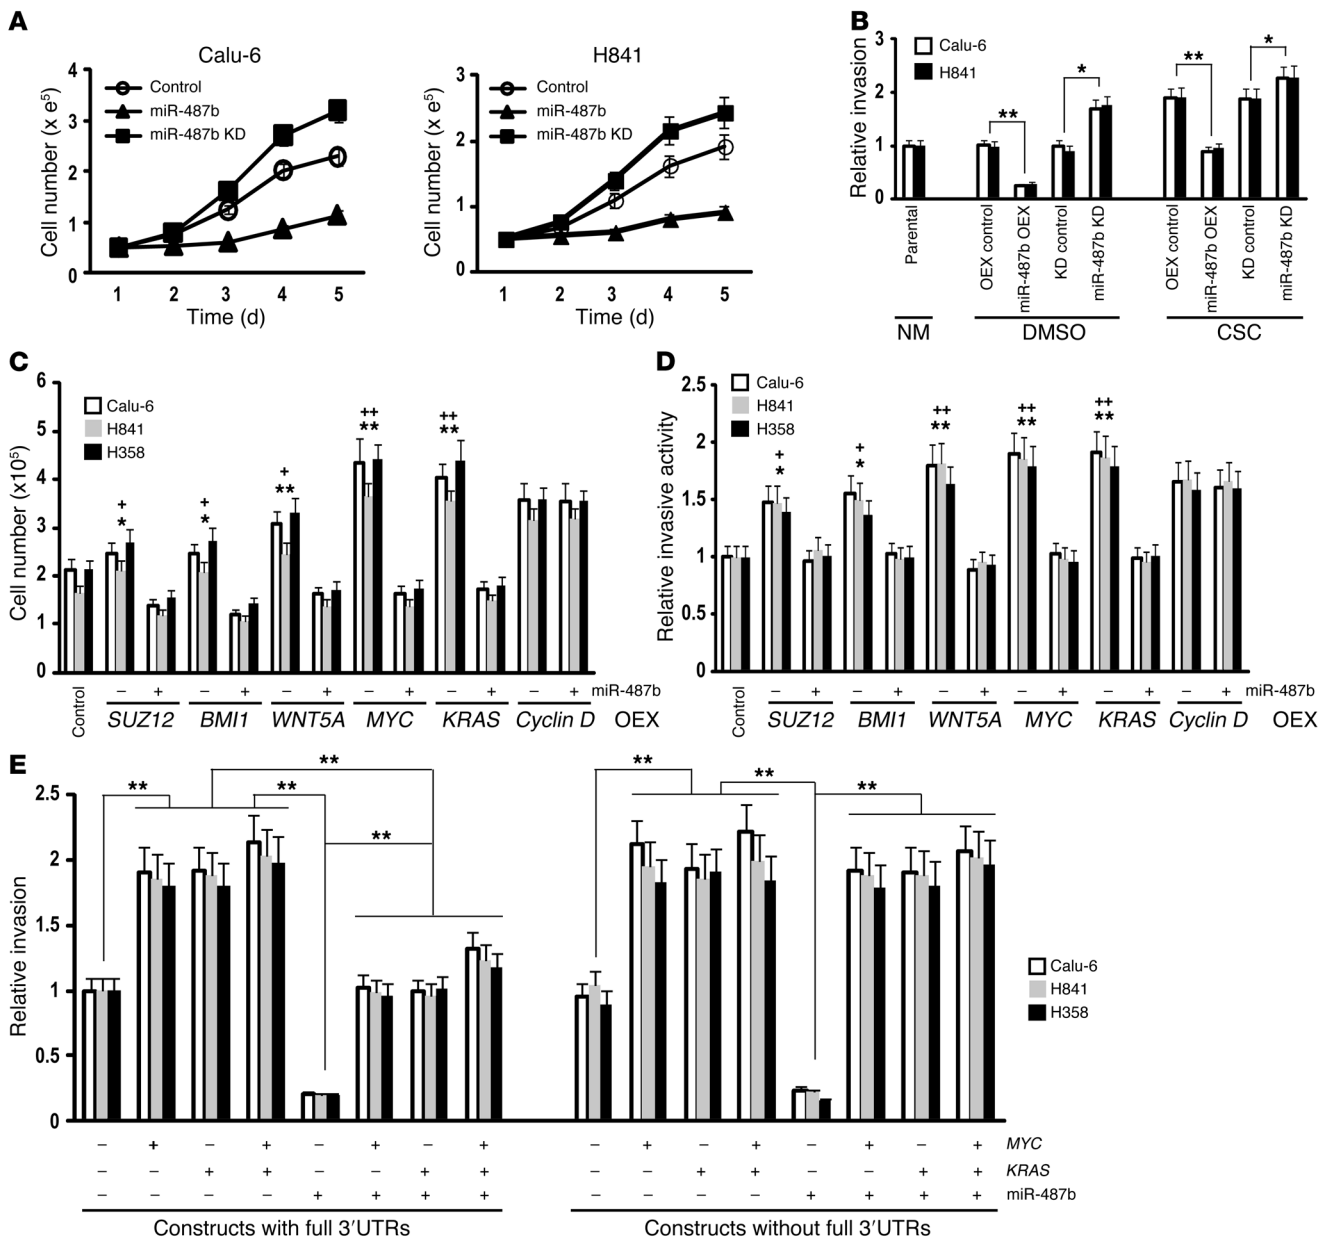 A
Calu-6
Cell number (x e⁵)
4
3
2
1
0
Control
miR-487b
miR-487b KD
1 2 3 4 5
Time (d)
H841
Cell number (x e⁵)
3
2
1
0
Control
miR-487b
miR-487b KD
1 2 3 4 5
Time (d)
B
Relative invasion
3
2
1
0
Calu-6
H841
**
*
**
*
Parental
OEX control
miR-487b OEX
KD control
miR-487b KD
OEX control
miR-487b OEX
KD control
miR-487b KD
NM
DMSO
CSC
C
Cell number (x10⁵)
6
5
4
3
2
1
0
Calu-6
H841
H358
+
*
+
*
+
**
++
**
++
**
Control
– + – + – + – + – + – + miR-487b
SUZ12 BMI1 WNT5A MYC KRAS Cyclin D OEX
D
Relative invasive activity
2.5
2
1.5
1
0.5
0
Calu-6
H841
H358
+
*
+
*
++
**
++
**
++
**
Control
– + – + – + – + – + – + miR-487b
SUZ12 BMI1 WNT5A MYC KRAS Cyclin D OEX
E
Relative invasion
2.5
2
1.5
1
0.5
0
**
**
**
**
**
**
**
Calu-6
H841
H358
– + – + – + – + – + – + – + – + MYC
– – + + – – + + – – + + – – + + KRAS
– – – – + + + + – – – – + + + + miR-487b
Constructs with full 3′UTRs
Constructs without full 3′UTRs